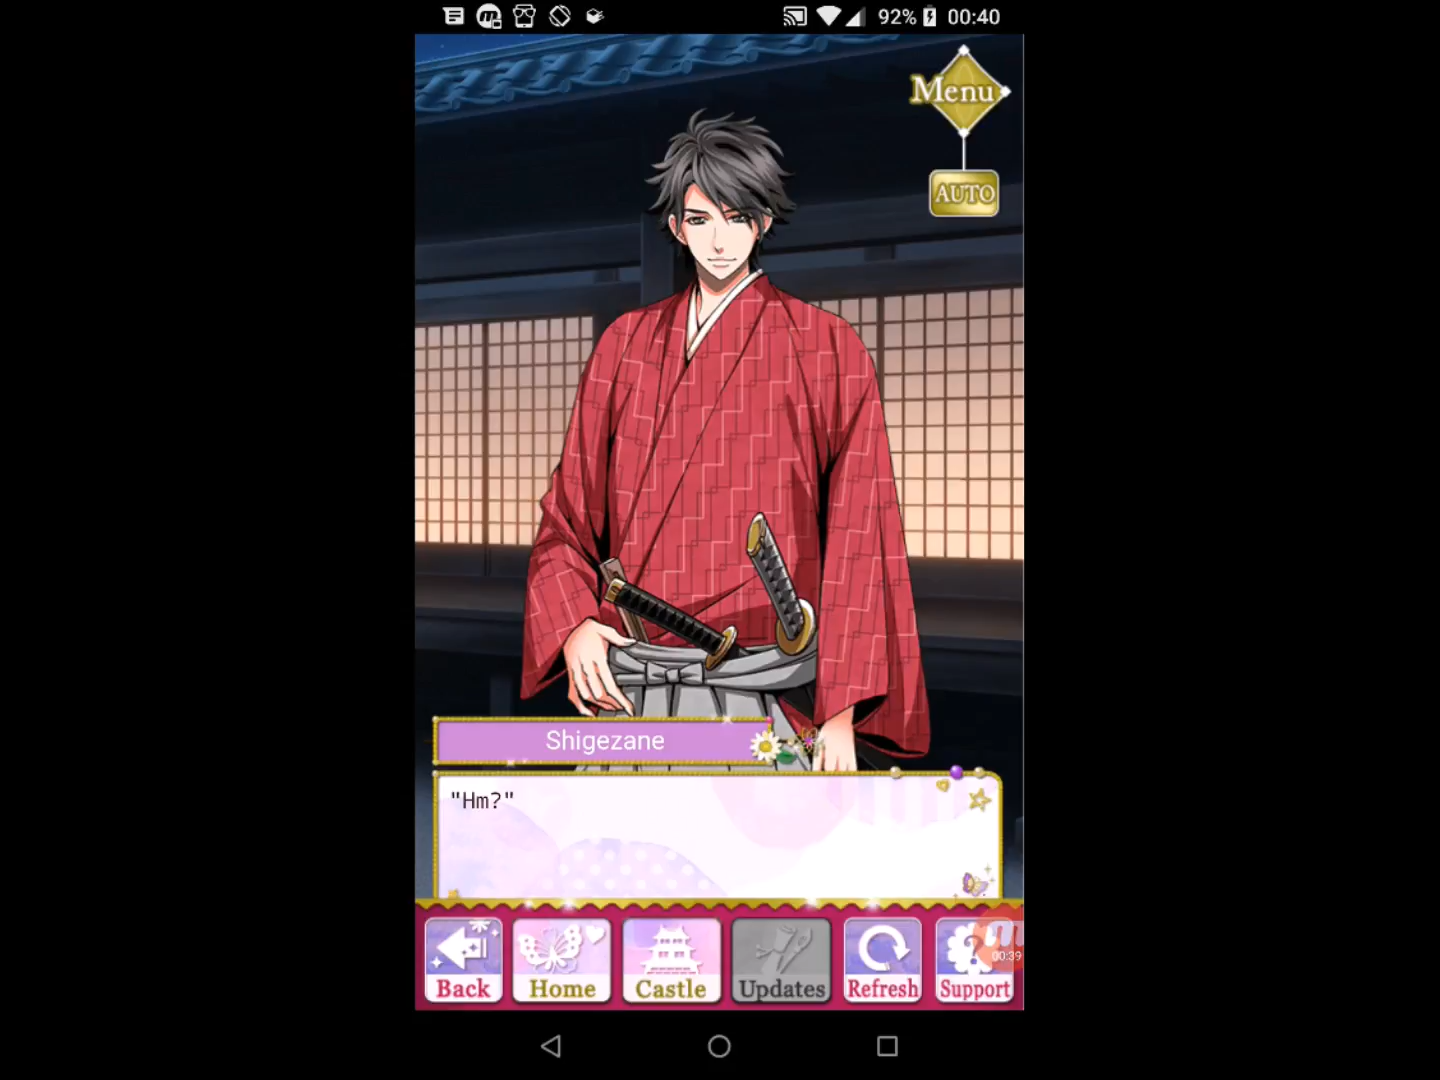 92% 00:40
Menu
AUTO
Shigezane
"Hm?"
Back Home Castle Updates Refresh Support
00:39